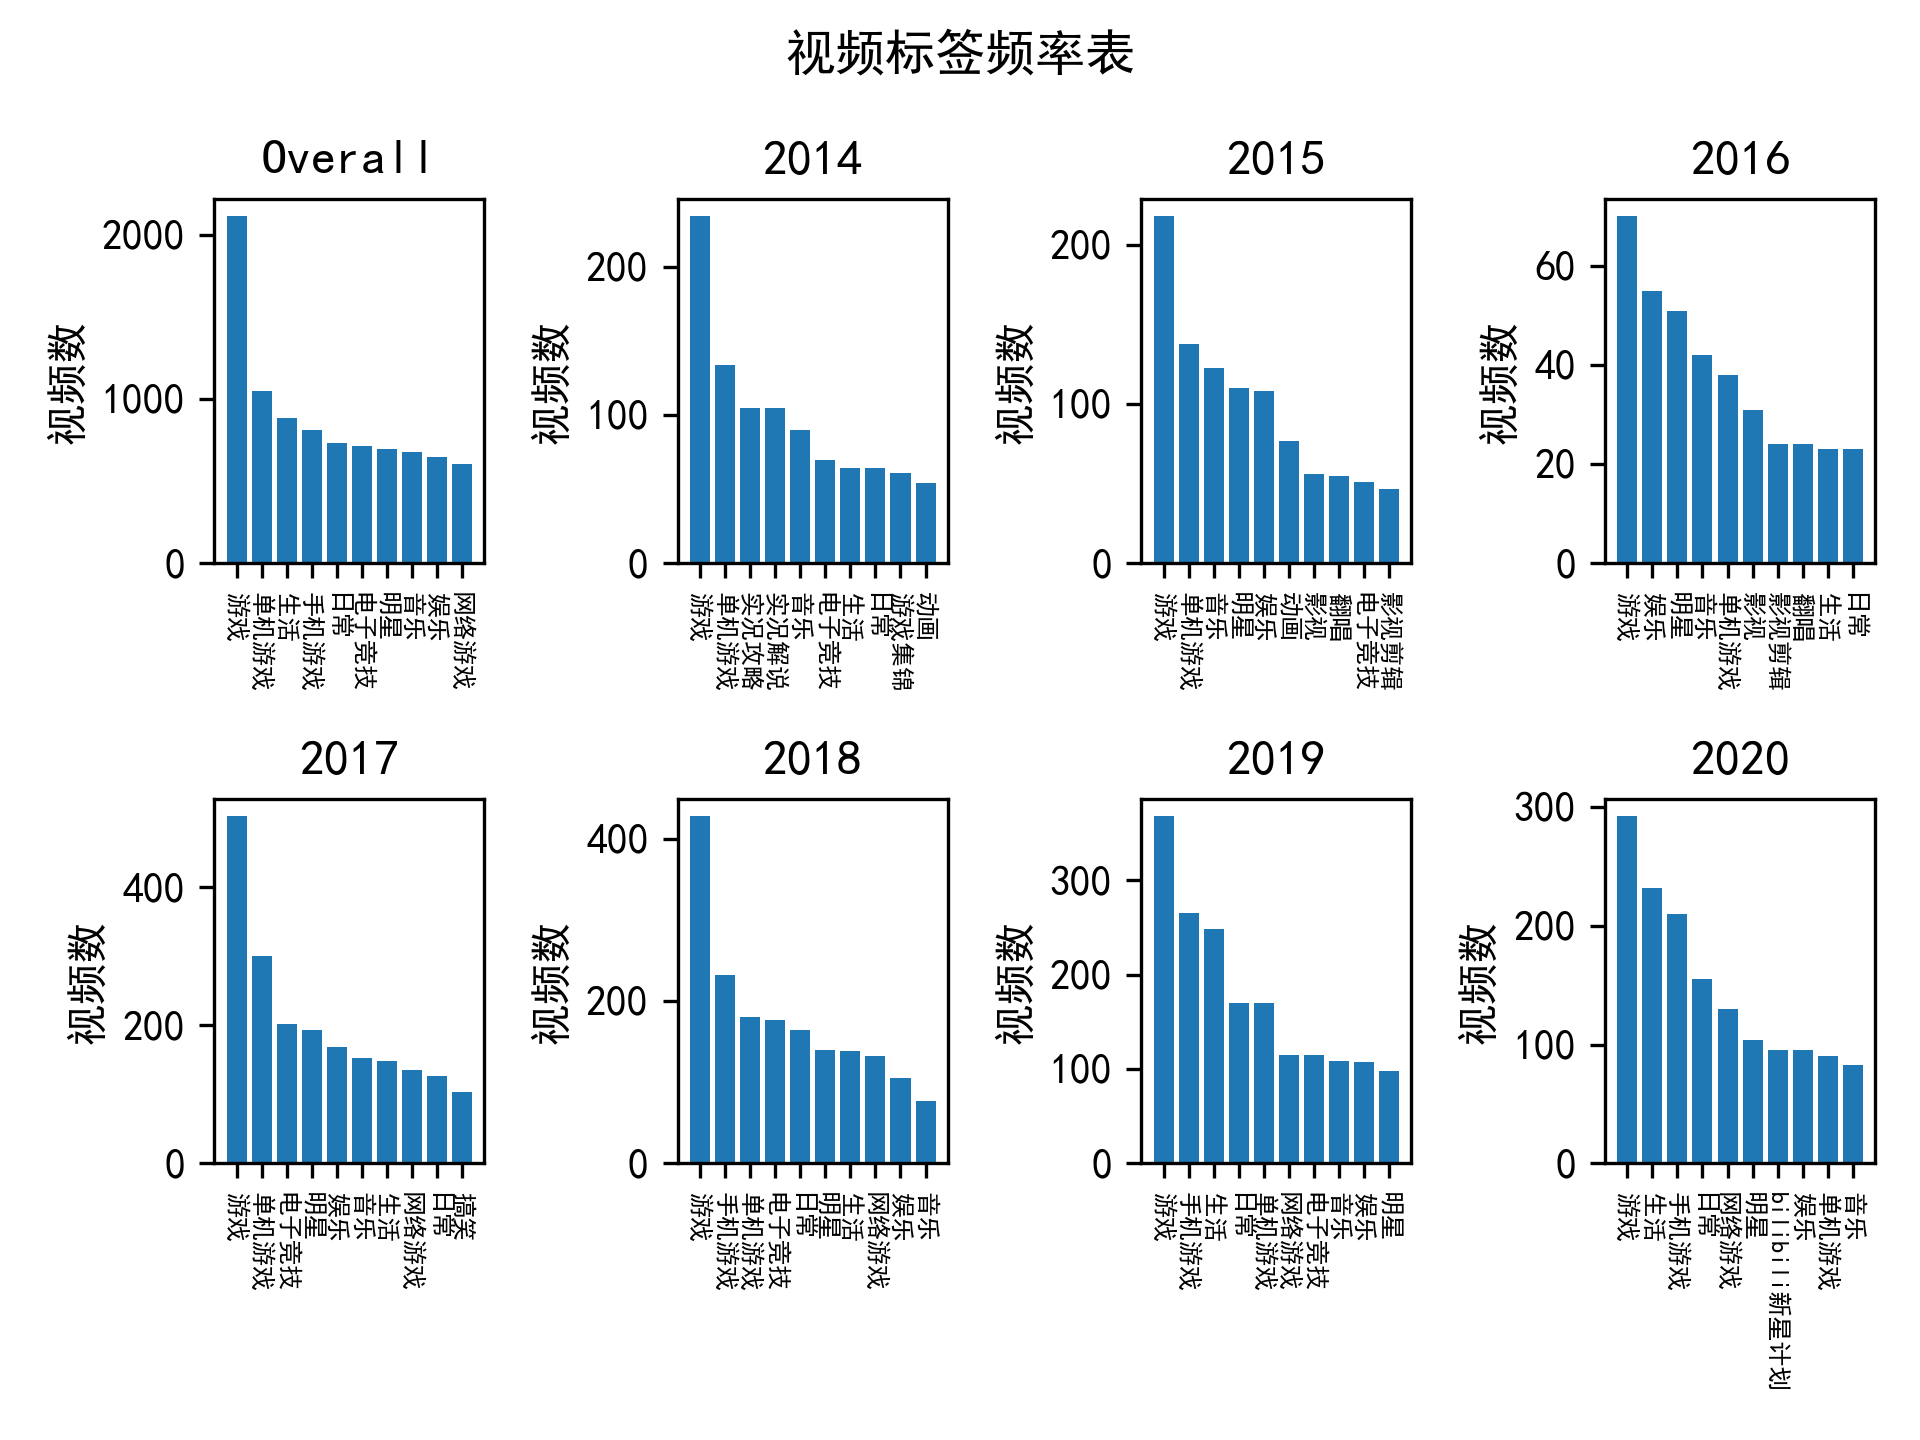 视频标签频率表
Overall
视频数
2000
1000
0
游戏
单机游戏
生活
手机游戏
日常
电子竞技
明星
音乐
娱乐
网络游戏
2014
视频数
200
100
0
游戏
单机游戏
实况攻略
实况解说
音乐
电子竞技
生活
日常
游戏集锦
动画
2015
视频数
200
100
0
游戏
单机游戏
音乐
明星
娱乐
动画
影视
翻唱
电子竞技
影视剪辑
2016
视频数
60
40
20
0
游戏
娱乐
明星
音乐
单机游戏
影视
影视剪辑
翻唱
生活
日常
2017
视频数
400
200
0
游戏
单机游戏
电子竞技
明星
娱乐
音乐
生活
网络游戏
日常
搞笑
2018
视频数
400
200
0
游戏
手机游戏
单机游戏
电子竞技
日常
明星
生活
网络游戏
娱乐
音乐
2019
视频数
300
200
100
0
游戏
手机游戏
生活
日常
单机游戏
网络游戏
电子竞技
音乐
娱乐
明星
2020
视频数
300
200
100
0
游戏
生活
手机游戏
日常
网络游戏
明星
bilibili新星计划
娱乐
单机游戏
音乐